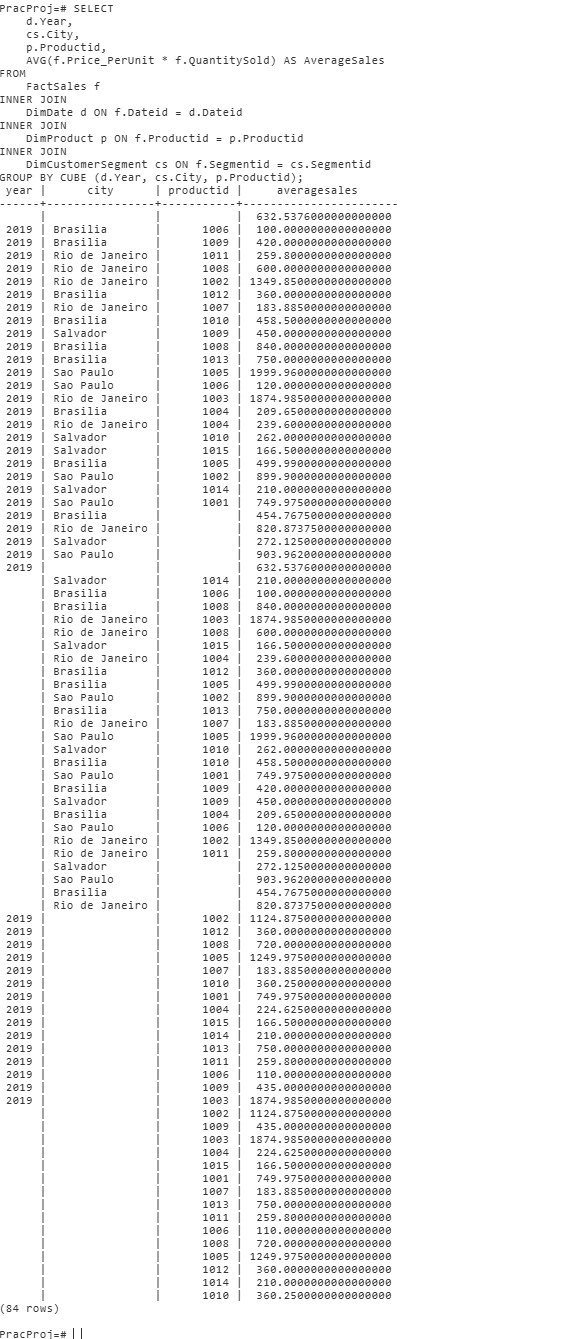 PracProj=# SELECT
    d.Year,
    cs.City,
    p.Productid,
    AVG(f.Price_PerUnit * f.QuantitySold) AS AverageSales
FROM
    FactSales f
INNER JOIN
    DimDate d ON f.Dateid = d.Dateid
INNER JOIN
    DimProduct p ON f.Productid = p.Productid
INNER JOIN
    DimCustomerSegment cs ON f.Segmentid = cs.Segmentid
GROUP BY CUBE (d.Year, cs.City, p.Productid);
 year |      city      | productid |     averagesales
------+----------------+-----------+-----------------------
      |                |           |  632.5376000000000000
 2019 | Brasilia       |      1006 |  100.0000000000000000
 2019 | Brasilia       |      1009 |  420.0000000000000000
 2019 | Rio de Janeiro |      1011 |  259.8000000000000000
 2019 | Rio de Janeiro |      1008 |  600.0000000000000000
 2019 | Rio de Janeiro |      1002 | 1349.8500000000000000
 2019 | Brasilia       |      1012 |  360.0000000000000000
 2019 | Rio de Janeiro |      1007 |  183.8850000000000000
 2019 | Brasilia       |      1010 |  458.5000000000000000
 2019 | Salvador       |      1009 |  450.0000000000000000
 2019 | Brasilia       |      1008 |  840.0000000000000000
 2019 | Brasilia       |      1013 |  750.0000000000000000
 2019 | Sao Paulo      |      1005 | 1999.9600000000000000
 2019 | Sao Paulo      |      1006 |  120.0000000000000000
 2019 | Rio de Janeiro |      1003 | 1874.9850000000000000
 2019 | Brasilia       |      1004 |  209.6500000000000000
 2019 | Rio de Janeiro |      1004 |  239.6000000000000000
 2019 | Salvador       |      1010 |  262.0000000000000000
 2019 | Salvador       |      1015 |  166.5000000000000000
 2019 | Brasilia       |      1005 |  499.9900000000000000
 2019 | Sao Paulo      |      1002 |  899.9000000000000000
 2019 | Salvador       |      1014 |  210.0000000000000000
 2019 | Sao Paulo      |      1001 |  749.9750000000000000
 2019 | Brasilia       |           |  454.7675000000000000
 2019 | Rio de Janeiro |           |  820.8737500000000000
 2019 | Salvador       |           |  272.1250000000000000
 2019 | Sao Paulo      |           |  903.9620000000000000
 2019 |                |           |  632.5376000000000000
      | Salvador       |      1014 |  210.0000000000000000
      | Brasilia       |      1006 |  100.0000000000000000
      | Brasilia       |      1008 |  840.0000000000000000
      | Rio de Janeiro |      1003 | 1874.9850000000000000
      | Rio de Janeiro |      1008 |  600.0000000000000000
      | Salvador       |      1015 |  166.5000000000000000
      | Rio de Janeiro |      1004 |  239.6000000000000000
      | Brasilia       |      1012 |  360.0000000000000000
      | Brasilia       |      1005 |  499.9900000000000000
      | Sao Paulo      |      1002 |  899.9000000000000000
      | Brasilia       |      1013 |  750.0000000000000000
      | Rio de Janeiro |      1007 |  183.8850000000000000
      | Sao Paulo      |      1005 | 1999.9600000000000000
      | Salvador       |      1010 |  262.0000000000000000
      | Brasilia       |      1010 |  458.5000000000000000
      | Sao Paulo      |      1001 |  749.9750000000000000
      | Brasilia       |      1009 |  420.0000000000000000
      | Salvador       |      1009 |  450.0000000000000000
      | Brasilia       |      1004 |  209.6500000000000000
      | Sao Paulo      |      1006 |  120.0000000000000000
      | Rio de Janeiro |      1002 | 1349.8500000000000000
      | Rio de Janeiro |      1011 |  259.8000000000000000
      | Salvador       |           |  272.1250000000000000
      | Sao Paulo      |           |  903.9620000000000000
      | Brasilia       |           |  454.7675000000000000
      | Rio de Janeiro |           |  820.8737500000000000
 2019 |                |      1002 | 1124.8750000000000000
 2019 |                |      1012 |  360.0000000000000000
 2019 |                |      1008 |  720.0000000000000000
 2019 |                |      1005 | 1249.9750000000000000
 2019 |                |      1007 |  183.8850000000000000
 2019 |                |      1010 |  360.2500000000000000
 2019 |                |      1001 |  749.9750000000000000
 2019 |                |      1004 |  224.6250000000000000
 2019 |                |      1015 |  166.5000000000000000
 2019 |                |      1014 |  210.0000000000000000
 2019 |                |      1013 |  750.0000000000000000
 2019 |                |      1011 |  259.8000000000000000
 2019 |                |      1006 |  110.0000000000000000
 2019 |                |      1009 |  435.0000000000000000
 2019 |                |      1003 | 1874.9850000000000000
      |                |      1002 | 1124.8750000000000000
      |                |      1009 |  435.0000000000000000
      |                |      1003 | 1874.9850000000000000
      |                |      1004 |  224.6250000000000000
      |                |      1015 |  166.5000000000000000
      |                |      1001 |  749.9750000000000000
      |                |      1007 |  183.8850000000000000
      |                |      1013 |  750.0000000000000000
      |                |      1011 |  259.8000000000000000
      |                |      1006 |  110.0000000000000000
      |                |      1008 |  720.0000000000000000
      |                |      1005 | 1249.9750000000000000
      |                |      1012 |  360.0000000000000000
      |                |      1014 |  210.0000000000000000
      |                |      1010 |  360.2500000000000000
(84 rows)
PracProj=#